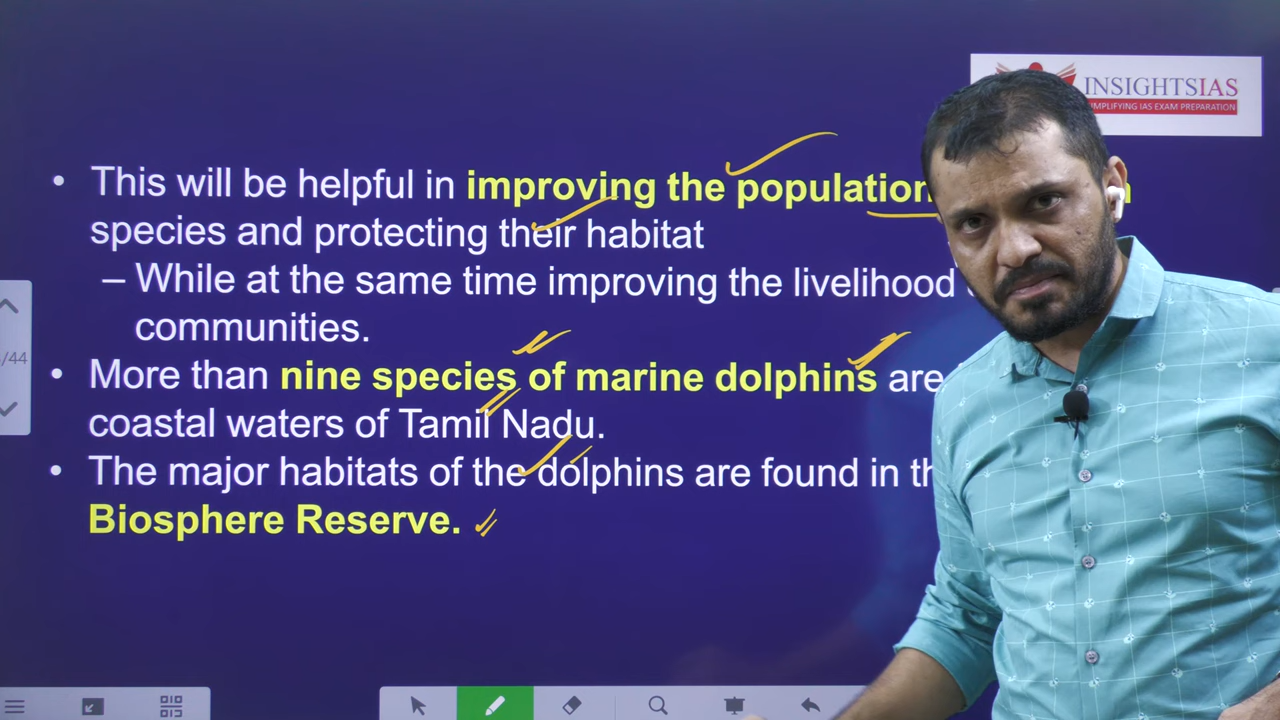 INSIGHTSIAS
SIMPLIFYING IAS EXAM PREPARATION
• This will be helpful in improving the population
species and protecting their habitat
– While at the same time improving the livelihood
communities.
• More than nine species of marine dolphins are
coastal waters of Tamil Nadu.
• The major habitats of the dolphins are found in
Biosphere Reserve.
/44